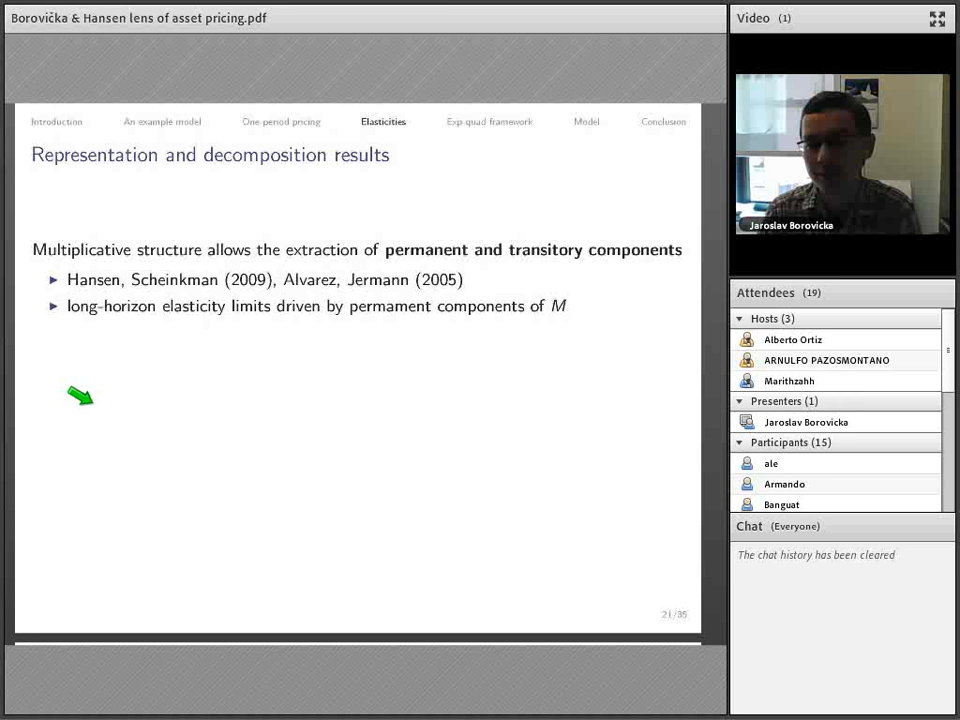 Borovička & Hansen lens of asset pricing.pdf
Introduction An example model One-period pricing Elasticities Exp-quad framework Model Conclusion
Representation and decomposition results
Multiplicative structure allows the extraction of permanent and transitory components
► Hansen, Scheinkman (2009), Alvarez, Jermann (2005)
► long-horizon elasticity limits driven by permament components of M
21/35
Video (1)
Jaroslav Borovicka
Attendees (19)
Hosts (3)
Alberto Ortiz
ARNULFO PAZOSMONTANO
Marithzahh
Presenters (1)
Jaroslav Borovicka
Participants (15)
ale
Armando
Banguat
Chat (Everyone)
The chat history has been cleared